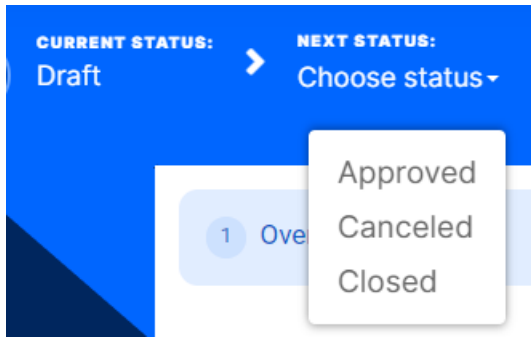 CURRENT STATUS:
Draft
NEXT STATUS:
Choose status
Approved
Canceled
Closed
1